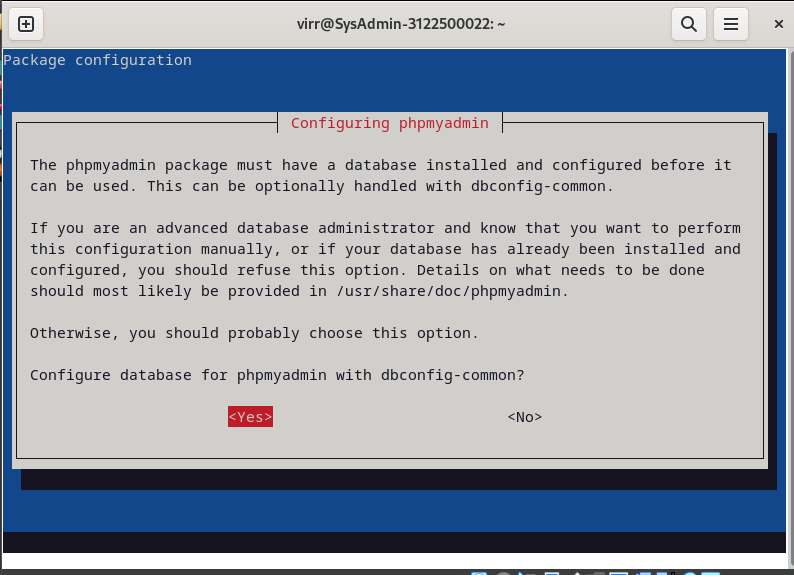 virr@SysAdmin-3122500022: ~
Package configuration
Configuring phpmyadmin
The phpmyadmin package must have a database installed and configured before it
can be used. This can be optionally handled with dbconfig-common.
If you are an advanced database administrator and know that you want to perform
this configuration manually, or if your database has already been installed and
configured, you should refuse this option. Details on what needs to be done
should most likely be provided in /usr/share/doc/phpmyadmin.
Otherwise, you should probably choose this option.
Configure database for phpmyadmin with dbconfig-common?
<Yes> <No>